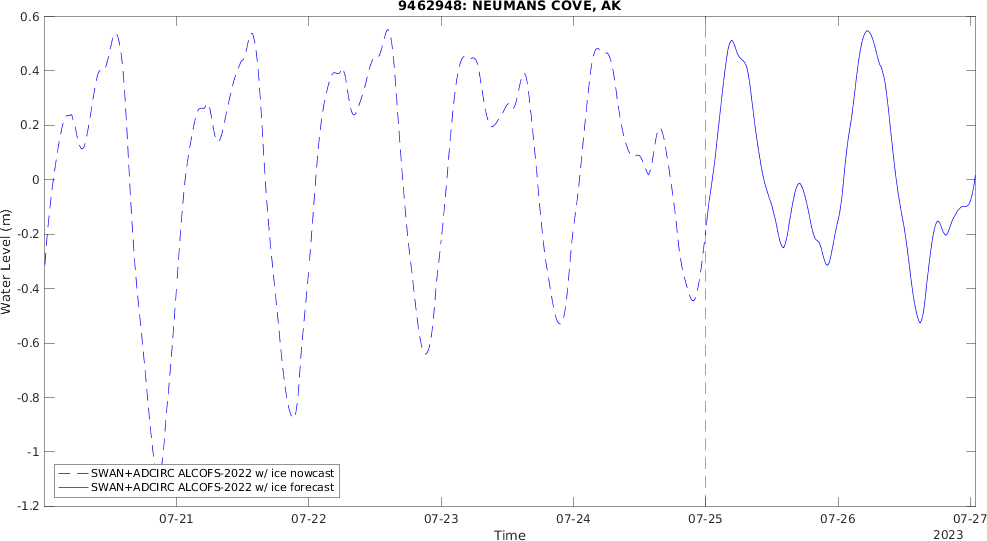 9462948: NEUMANS COVE, AK
0.6
0.4
0.2
0
-0.2
-0.4
-0.6
-0.8
-1
-1.2
Water Level (m)
SWAN+ADCIRC ALCOFS-2022 w/ ice nowcast
SWAN+ADCIRC ALCOFS-2022 w/ ice forecast
07-21 07-22 07-23 07-24 07-25 07-26 07-27
Time
2023